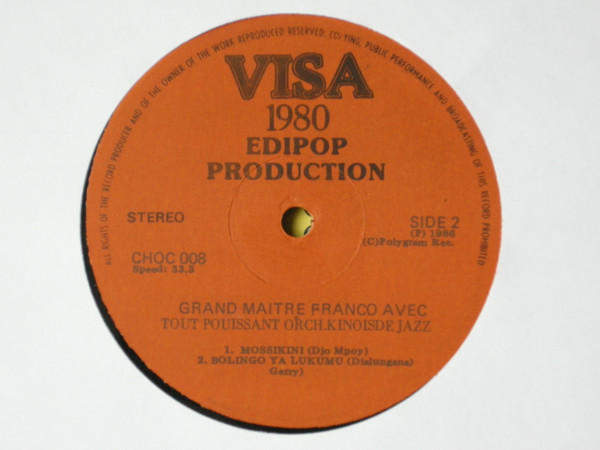 ALL RIGHTS OF THE RECORD PRODUCER AND OF THE OWNER OF THE WORK REPRODUCED RESERVED. PUBLIC PERFORMANCE AND BROADCASTING OF THIS RECORD PROHIBITED
VISA
1980
EDIPOP
PRODUCTION
STEREO
SIDE 2
(P) 1986
(C)Polygram Rec.
CHOC 008
Speed: 33,3
GRAND MAITRE FRANCO AVEC
TOUT POUISSANT ORCH.KINOISDE JAZZ
1. MOSSIKINI (Djo Mpoy)
2. BOLINGO YA LUKUMU (Dialungana
Gerry)